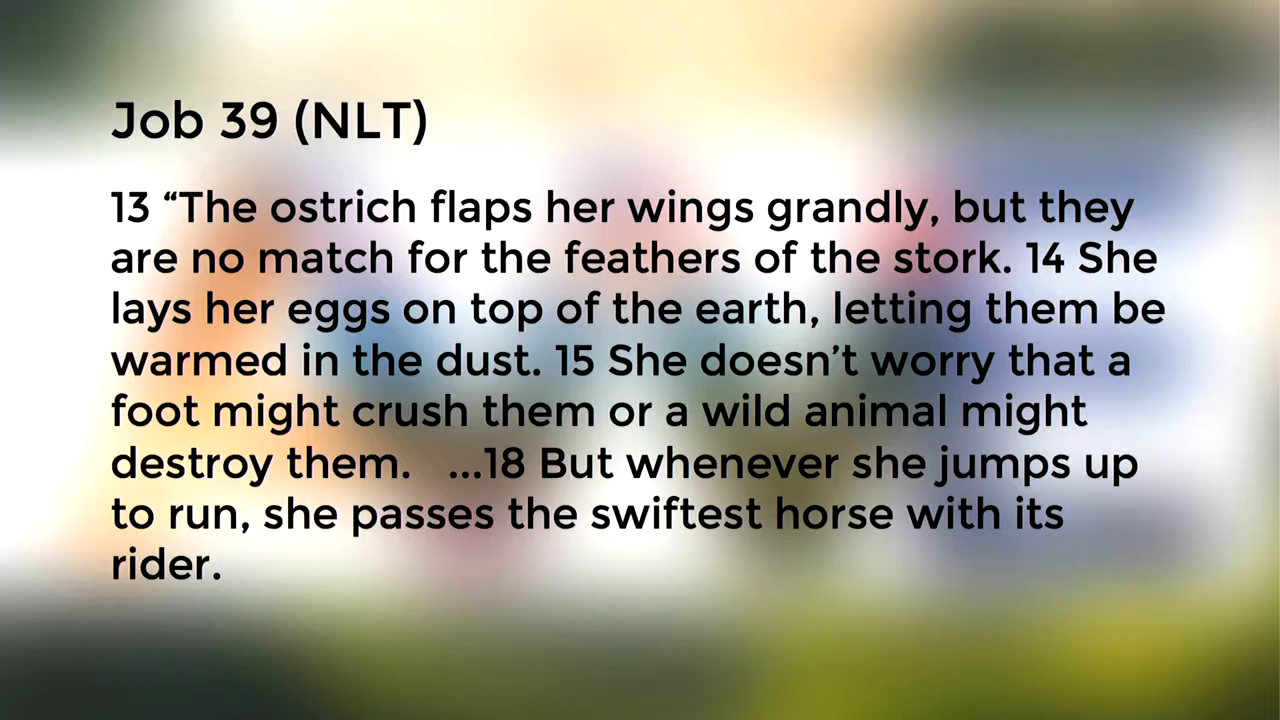 Job 39 (NLT)
13 “The ostrich flaps her wings grandly, but they
are no match for the feathers of the stork. 14 She
lays her eggs on top of the earth, letting them be
warmed in the dust. 15 She doesn’t worry that a
foot might crush them or a wild animal might
destroy them.   ...18 But whenever she jumps up
to run, she passes the swiftest horse with its
rider.